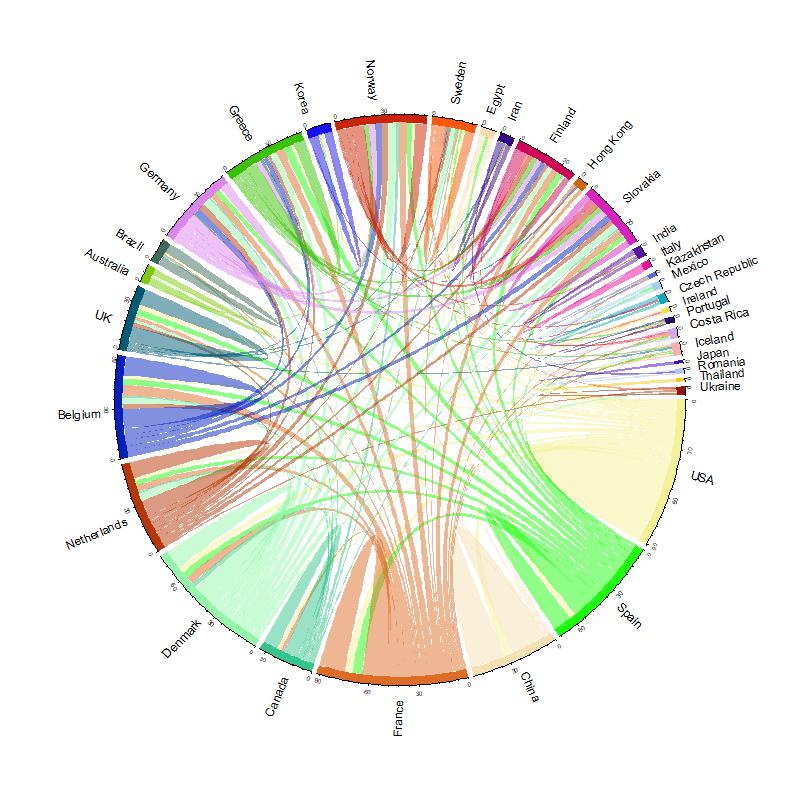 Norway
Sweden
Egypt
Iran
Finland
Hong Kong
Slovakia
India
Italy
Kazakhstan
Mexico
Czech Republic
Ireland
Portugal
Costa Rica
Iceland
Japan
Romania
Thailand
Ukraine
USA
Spain
China
France
Canada
Denmark
Netherlands
Belgium
UK
Australia
Brazil
Germany
Greece
Korea